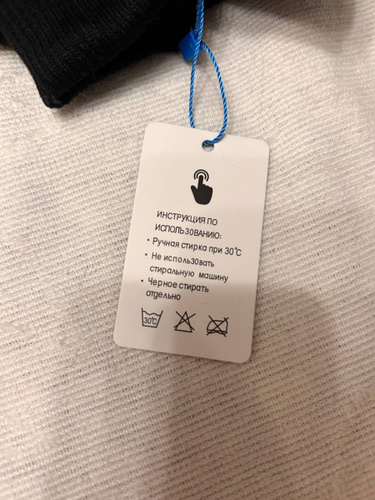 ИНСТРУКЦИЯ ПО
ИСПОЛЬЗОВАНИЮ:
• Ручная стирка при 30°C
• Не использовать
стиральную машину
• Черное стирать
отдельно
30°C